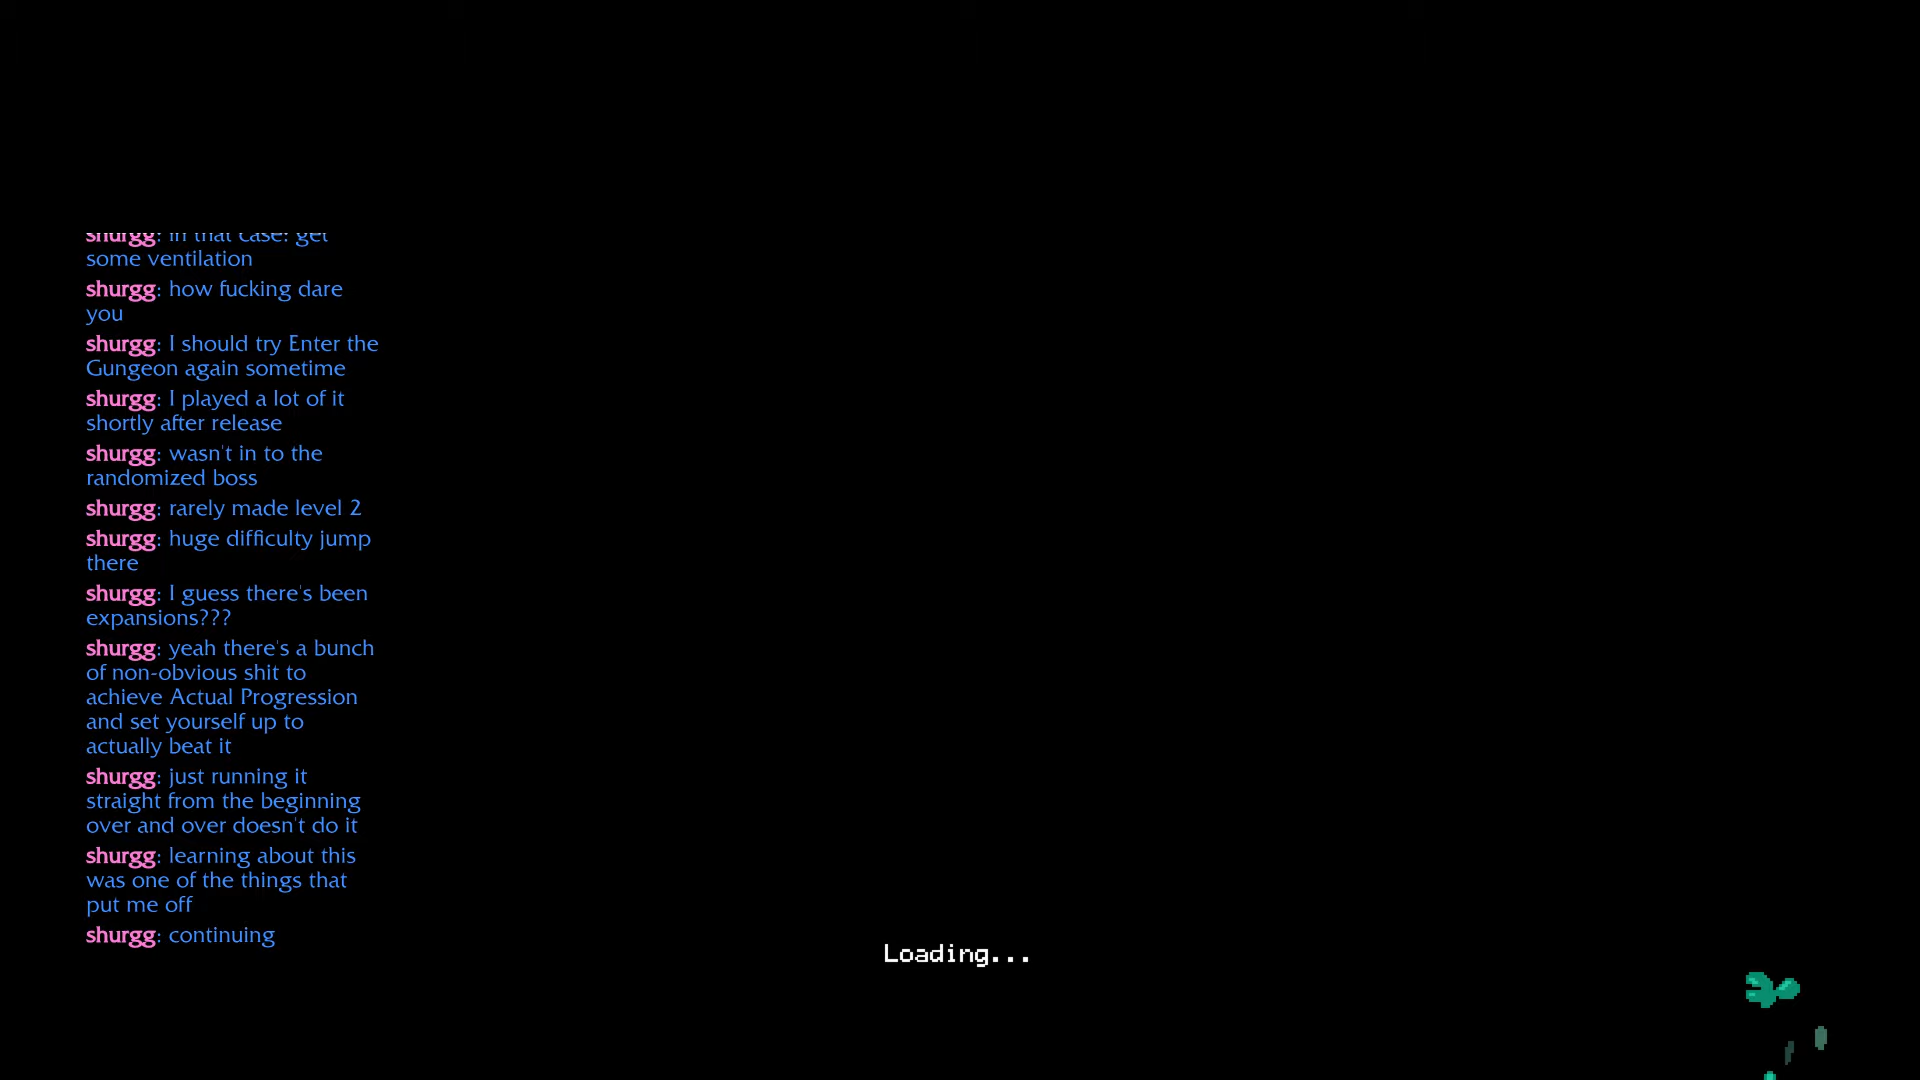 shurgg: in that case: get
some ventilation
shurgg: how fucking dare
you
shurgg: I should try Enter the
Gungeon again sometime
shurgg: I played a lot of it
shortly after release
shurgg: wasn't in to the
randomized boss
shurgg: rarely made level 2
shurgg: huge difficulty jump
there
shurgg: I guess there's been
expansions???
shurgg: yeah there's a bunch
of non-obvious shit to
achieve Actual Progression
and set yourself up to
actually beat it
shurgg: just running it
straight from the beginning
over and over doesn't do it
shurgg: learning about this
was one of the things that
put me off
shurgg: continuing
Loading...